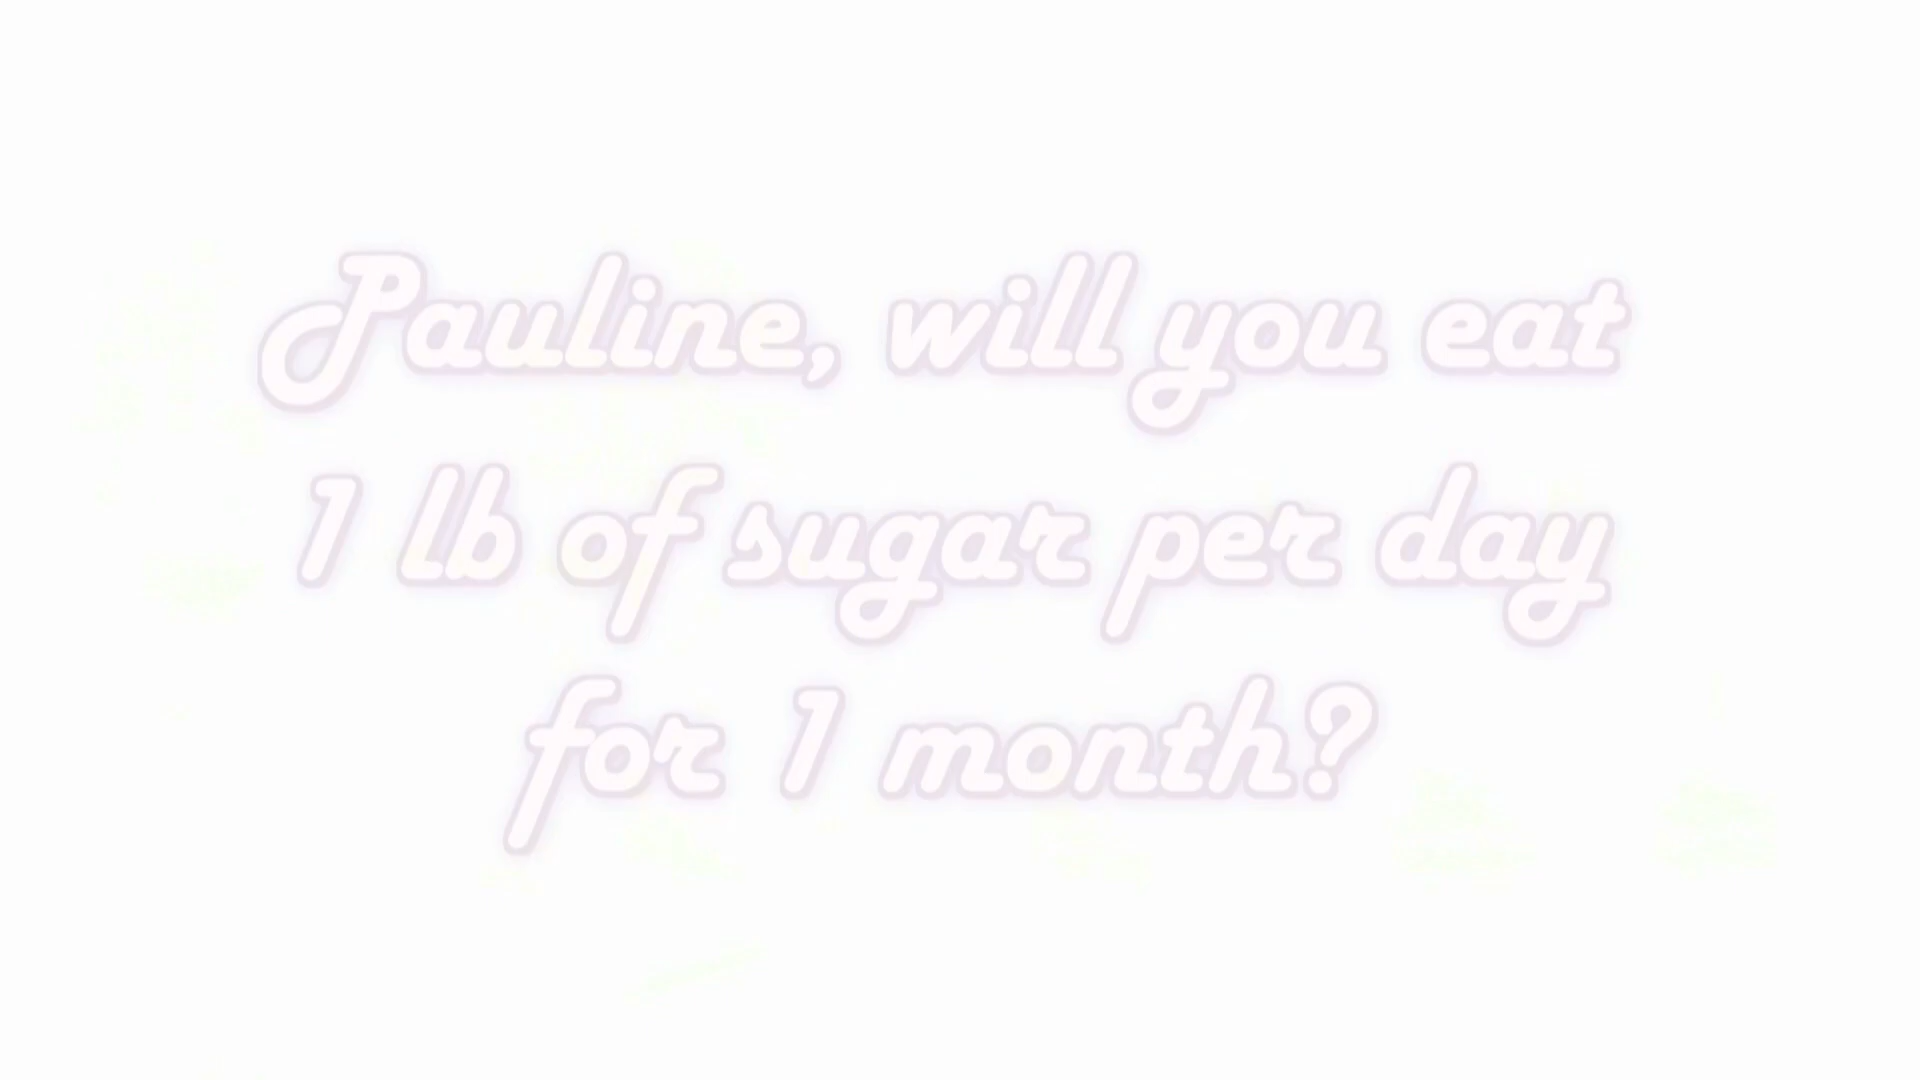 Pauline, will you eat
1 lb of sugar per day
for 1 month?